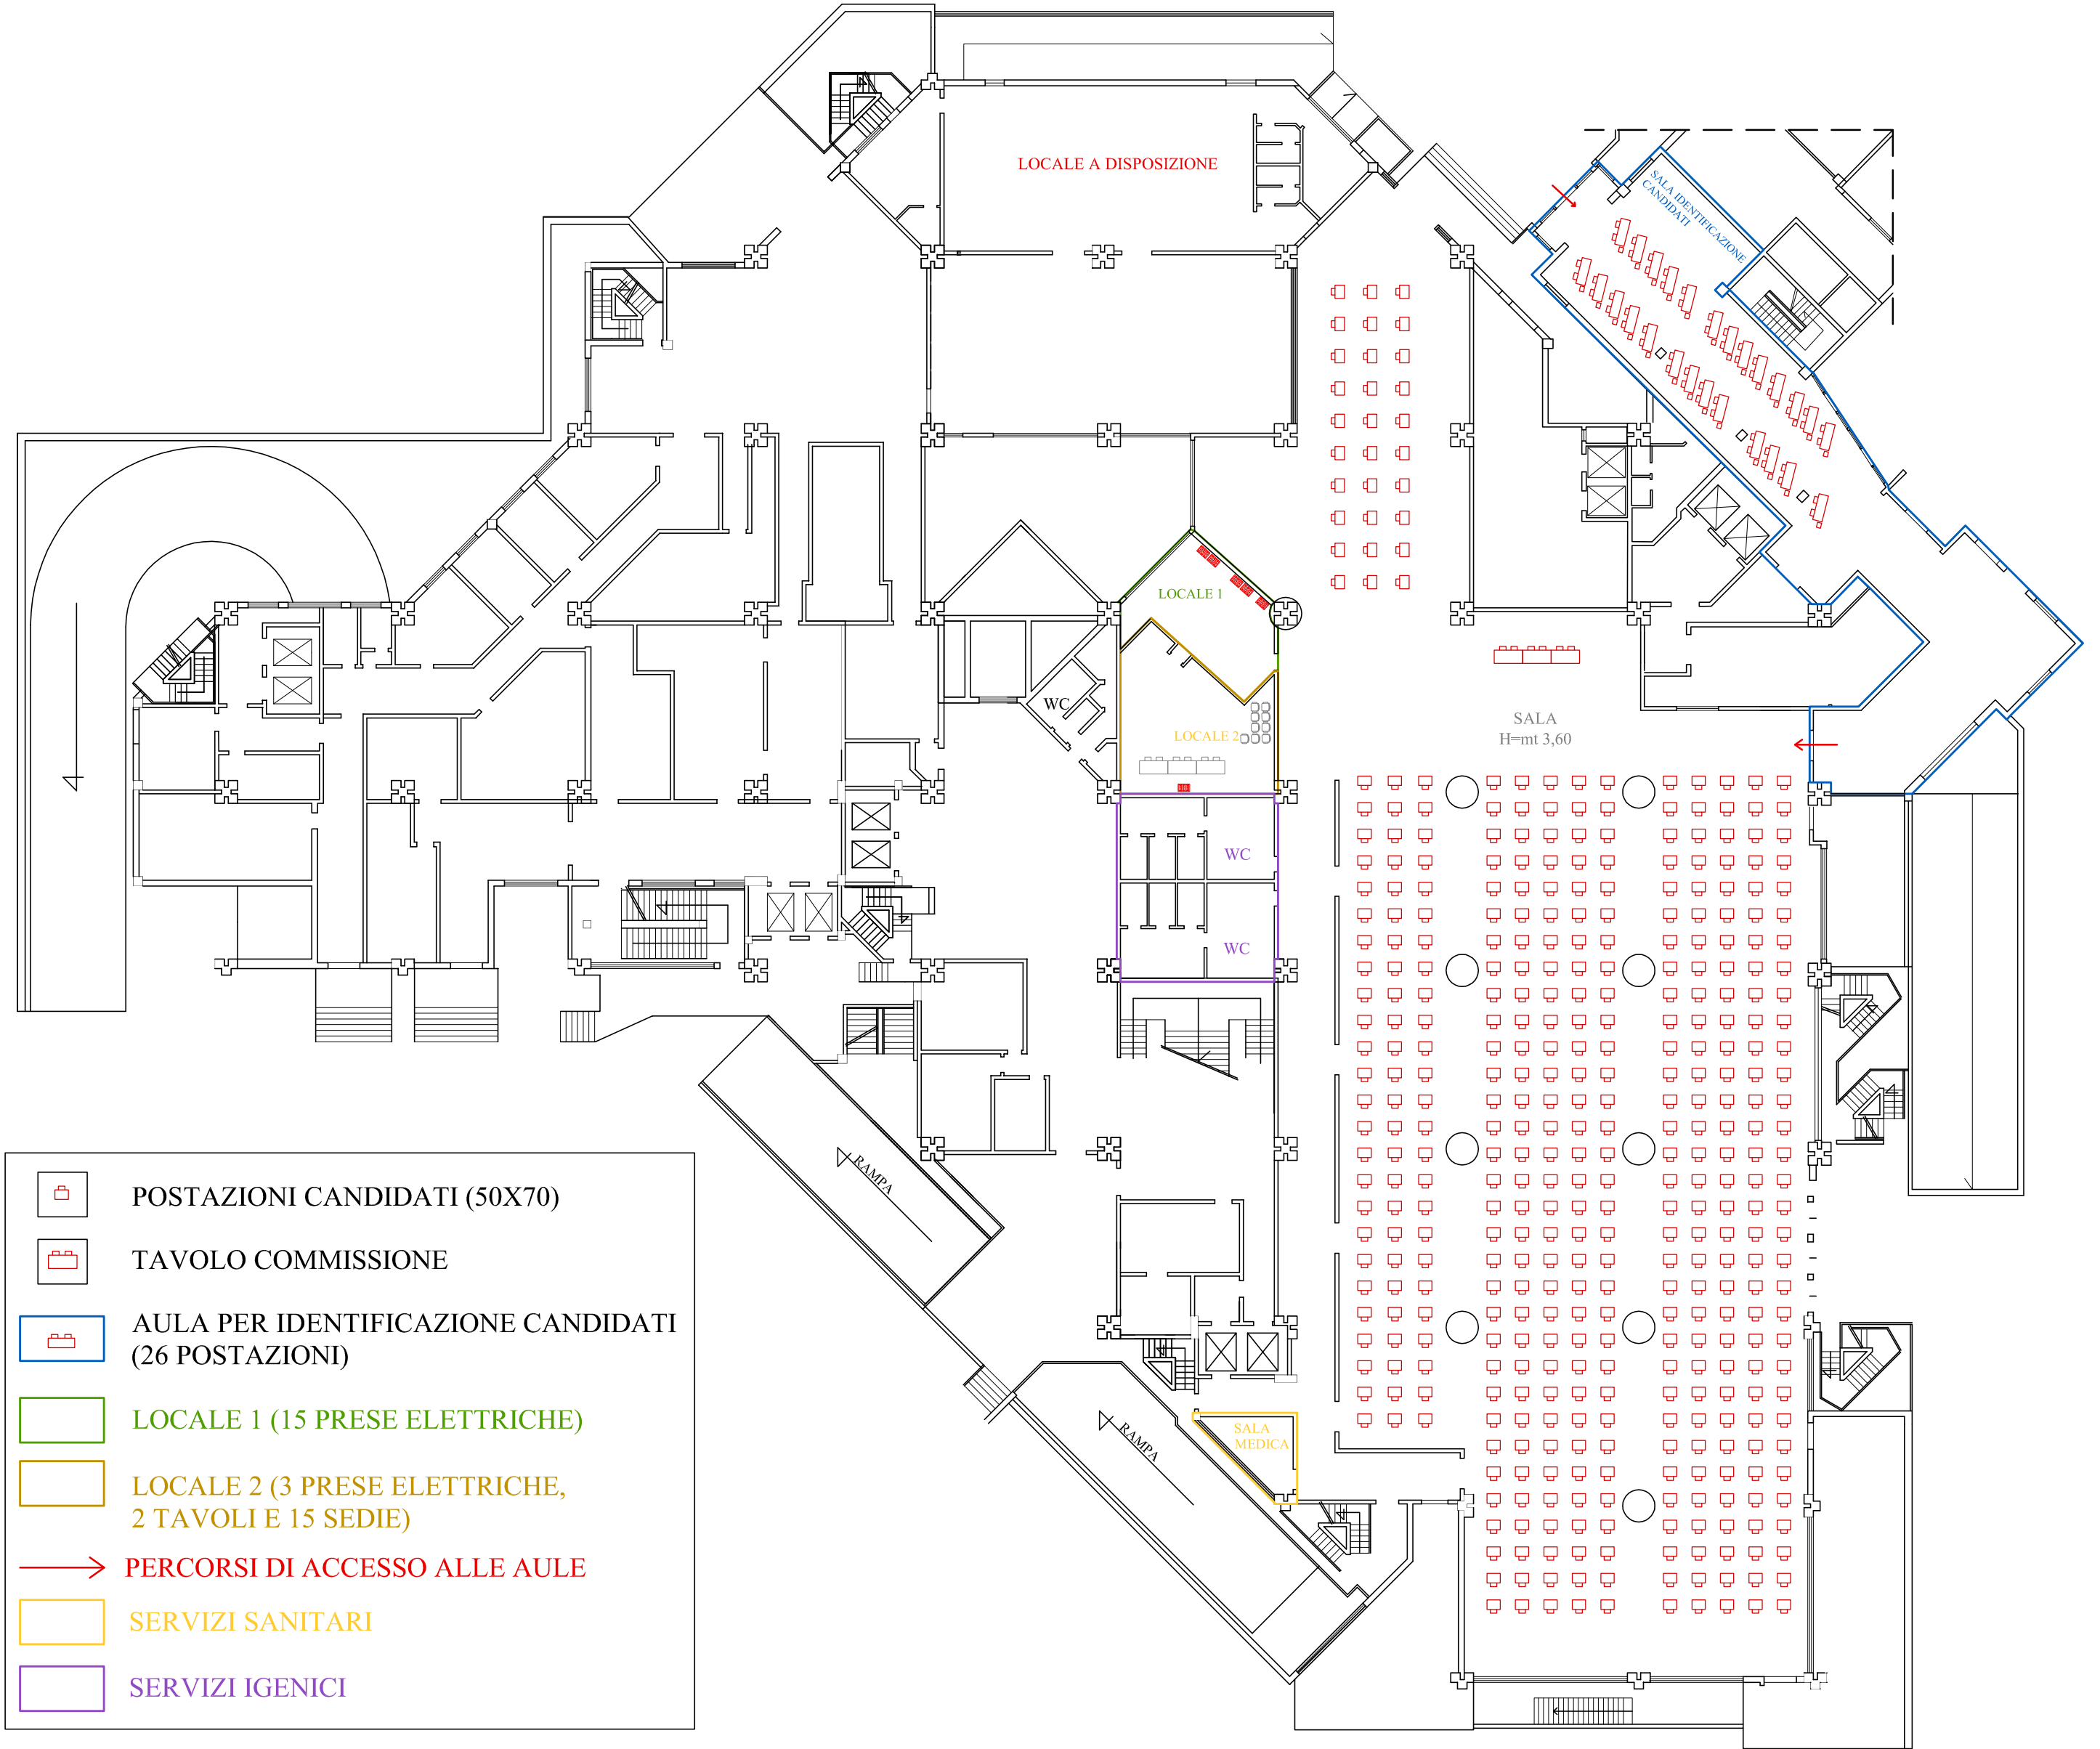 LOCALE A DISPOSIZIONE
SALA IDENTIFICAZIONE
CANDIDATI
LOCALE 1
WC
LOCALE 2
SALA
H=mt 3,60
WC
WC
RAMPA
SALA
MEDICA
RAMPA
POSTAZIONI CANDIDATI (50X70)
TAVOLO COMMISSIONE
AULA PER IDENTIFICAZIONE CANDIDATI
(26 POSTAZIONI)
LOCALE 1 (15 PRESE ELETTRICHE)
LOCALE 2 (3 PRESE ELETTRICHE,
2 TAVOLI E 15 SEDIE)
PERCORSI DI ACCESSO ALLE AULE
SERVIZI SANITARI
SERVIZI IGENICI